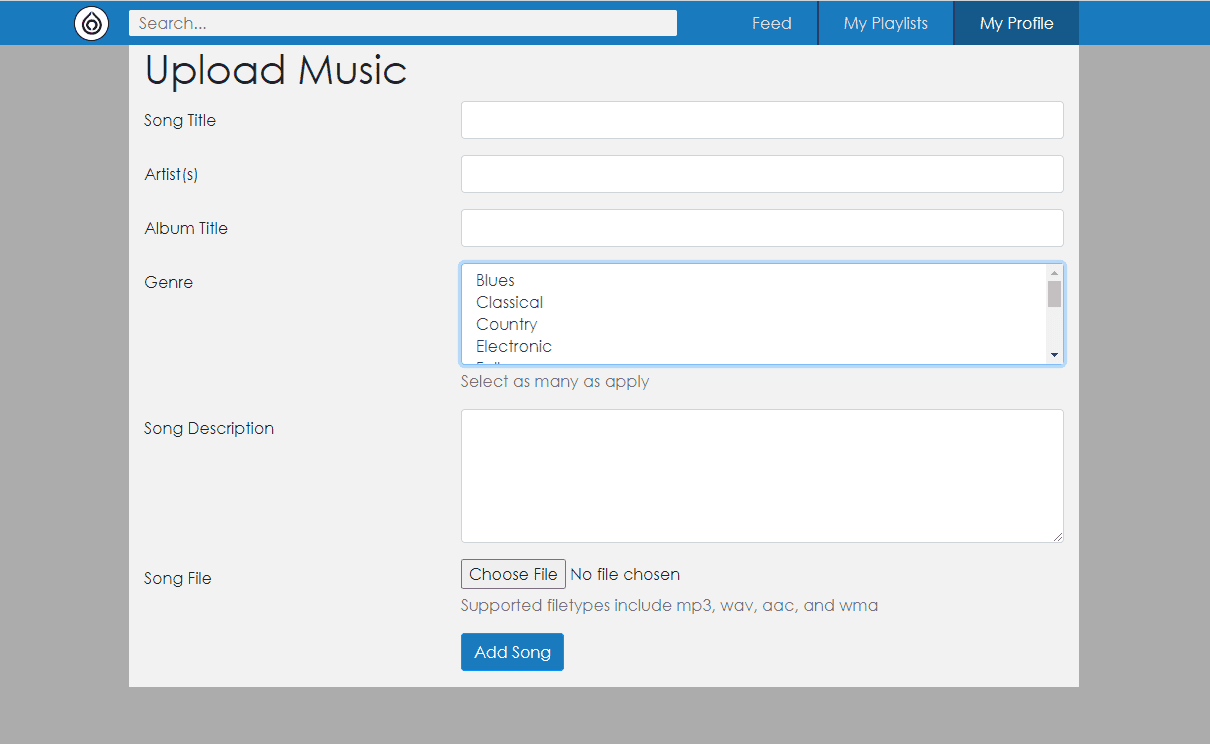 Search... Feed My Playlists My Profile
Upload Music
Song Title
Artist(s)
Album Title
Genre
Blues
Classical
Country
Electronic
Select as many as apply
Song Description
Song File
Choose File No file chosen
Supported filetypes include mp3, wav, aac, and wma
Add Song